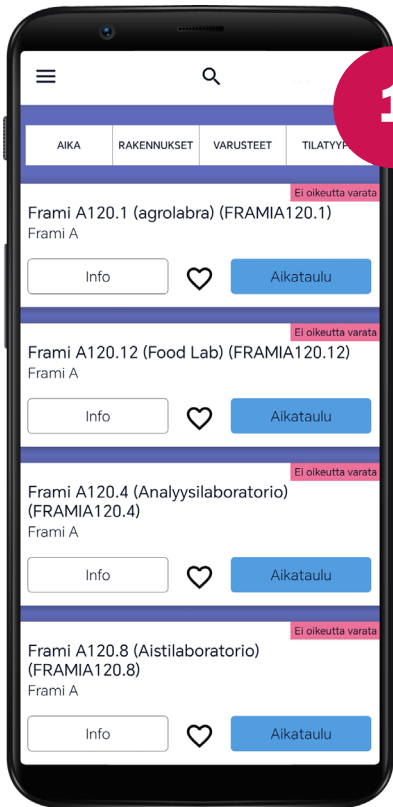 1
AIKA
RAKENNUKSET
VARUSTEET
TILATYYP
Ei oikeutta varata
Frami A120.1 (agrolabra) (FRAMIA120.1)
Frami A
Info
Aikataulu
Ei oikeutta varata
Frami A120.12 (Food Lab) (FRAMIA120.12)
Frami A
Info
Aikataulu
Ei oikeutta varata
Frami A120.4 (Analyysilaboratorio)
(FRAMIA120.4)
Frami A
Info
Aikataulu
Ei oikeutta varata
Frami A120.8 (Aistilaboratorio)
(FRAMIA120.8)
Frami A
Info
Aikataulu